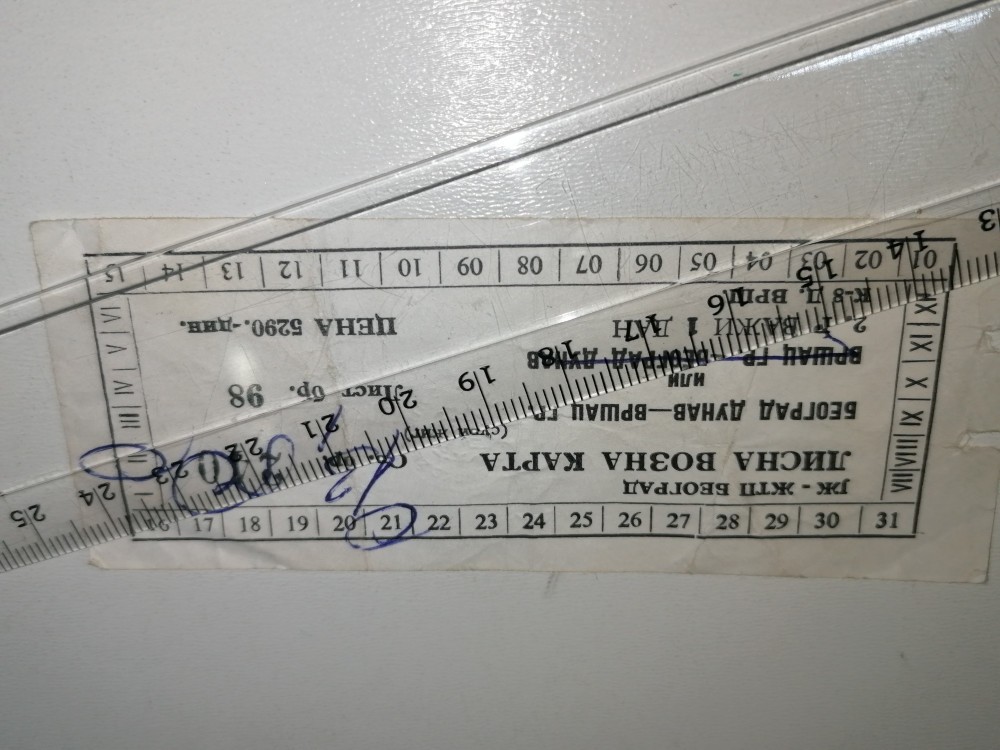 16 17 18 19 20 21 22 23 24 25 26 27 28 29 30 31
ЈЖ - ЖТП БЕОГРАД
ЛИСНА ВОЗНА КАРТА
БЕОГРАД ДУНАВ—ВРШАЦ ГР.
или
ВРШАЦ ГР—БЕОГРАД ДУНАВ
Лист бр. 98
ВАЖИ 1 ДАН
ЦЕНА 5290.-дин.
К-8 Д. ВРШ
01 02 03 04 05 06 07 08 09 10 11 12 13 14 15
VII VIII XI X IX XII
I II III IV V VI
3 14 15 16 17 18 19 20 21 22 23 24 25